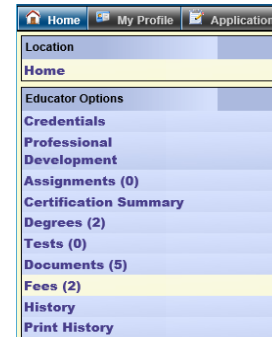 Home My Profile Application
Location
Home
Educator Options
Credentials
Professional
Development
Assignments (0)
Certification Summary
Degrees (2)
Tests (0)
Documents (5)
Fees (2)
History
Print History